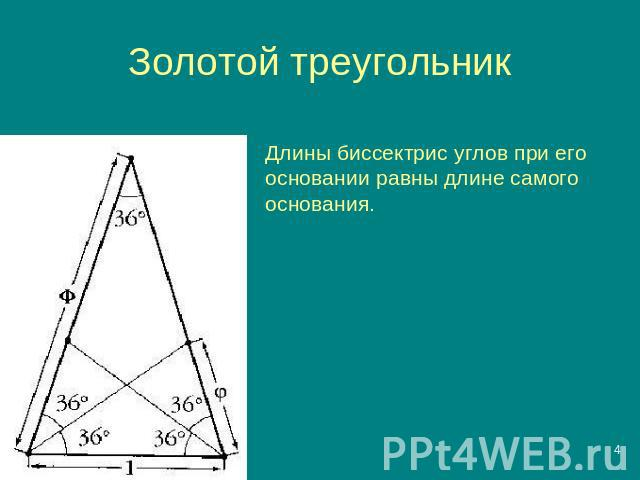 Золотой треугольник
Длины биссектрис углов при его
основании равны длине самого
основания.
36°
Ф
36°
36°
φ
36°
36°
1
4
PPt4WEB.ru